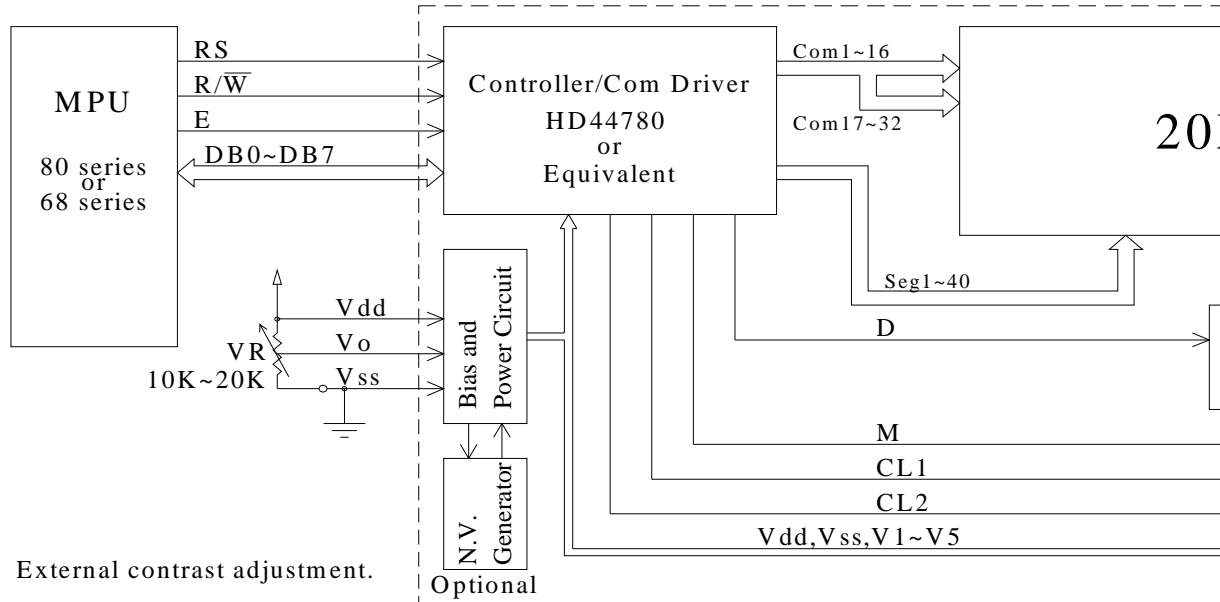 MPU
80 series
or
68 series
RS
R/W̅
E
DB0~DB7
Controller/Com Driver
HD44780
or
Equivalent
Com1~16
Com17~32
Seg1~40
Vdd
Vo
Vss
VR
10K~20K
Bias and
Power Circuit
N.V.
Generator
Optional
D
M
CL1
CL2
Vdd,Vss,V1~V5
External contrast adjustment.